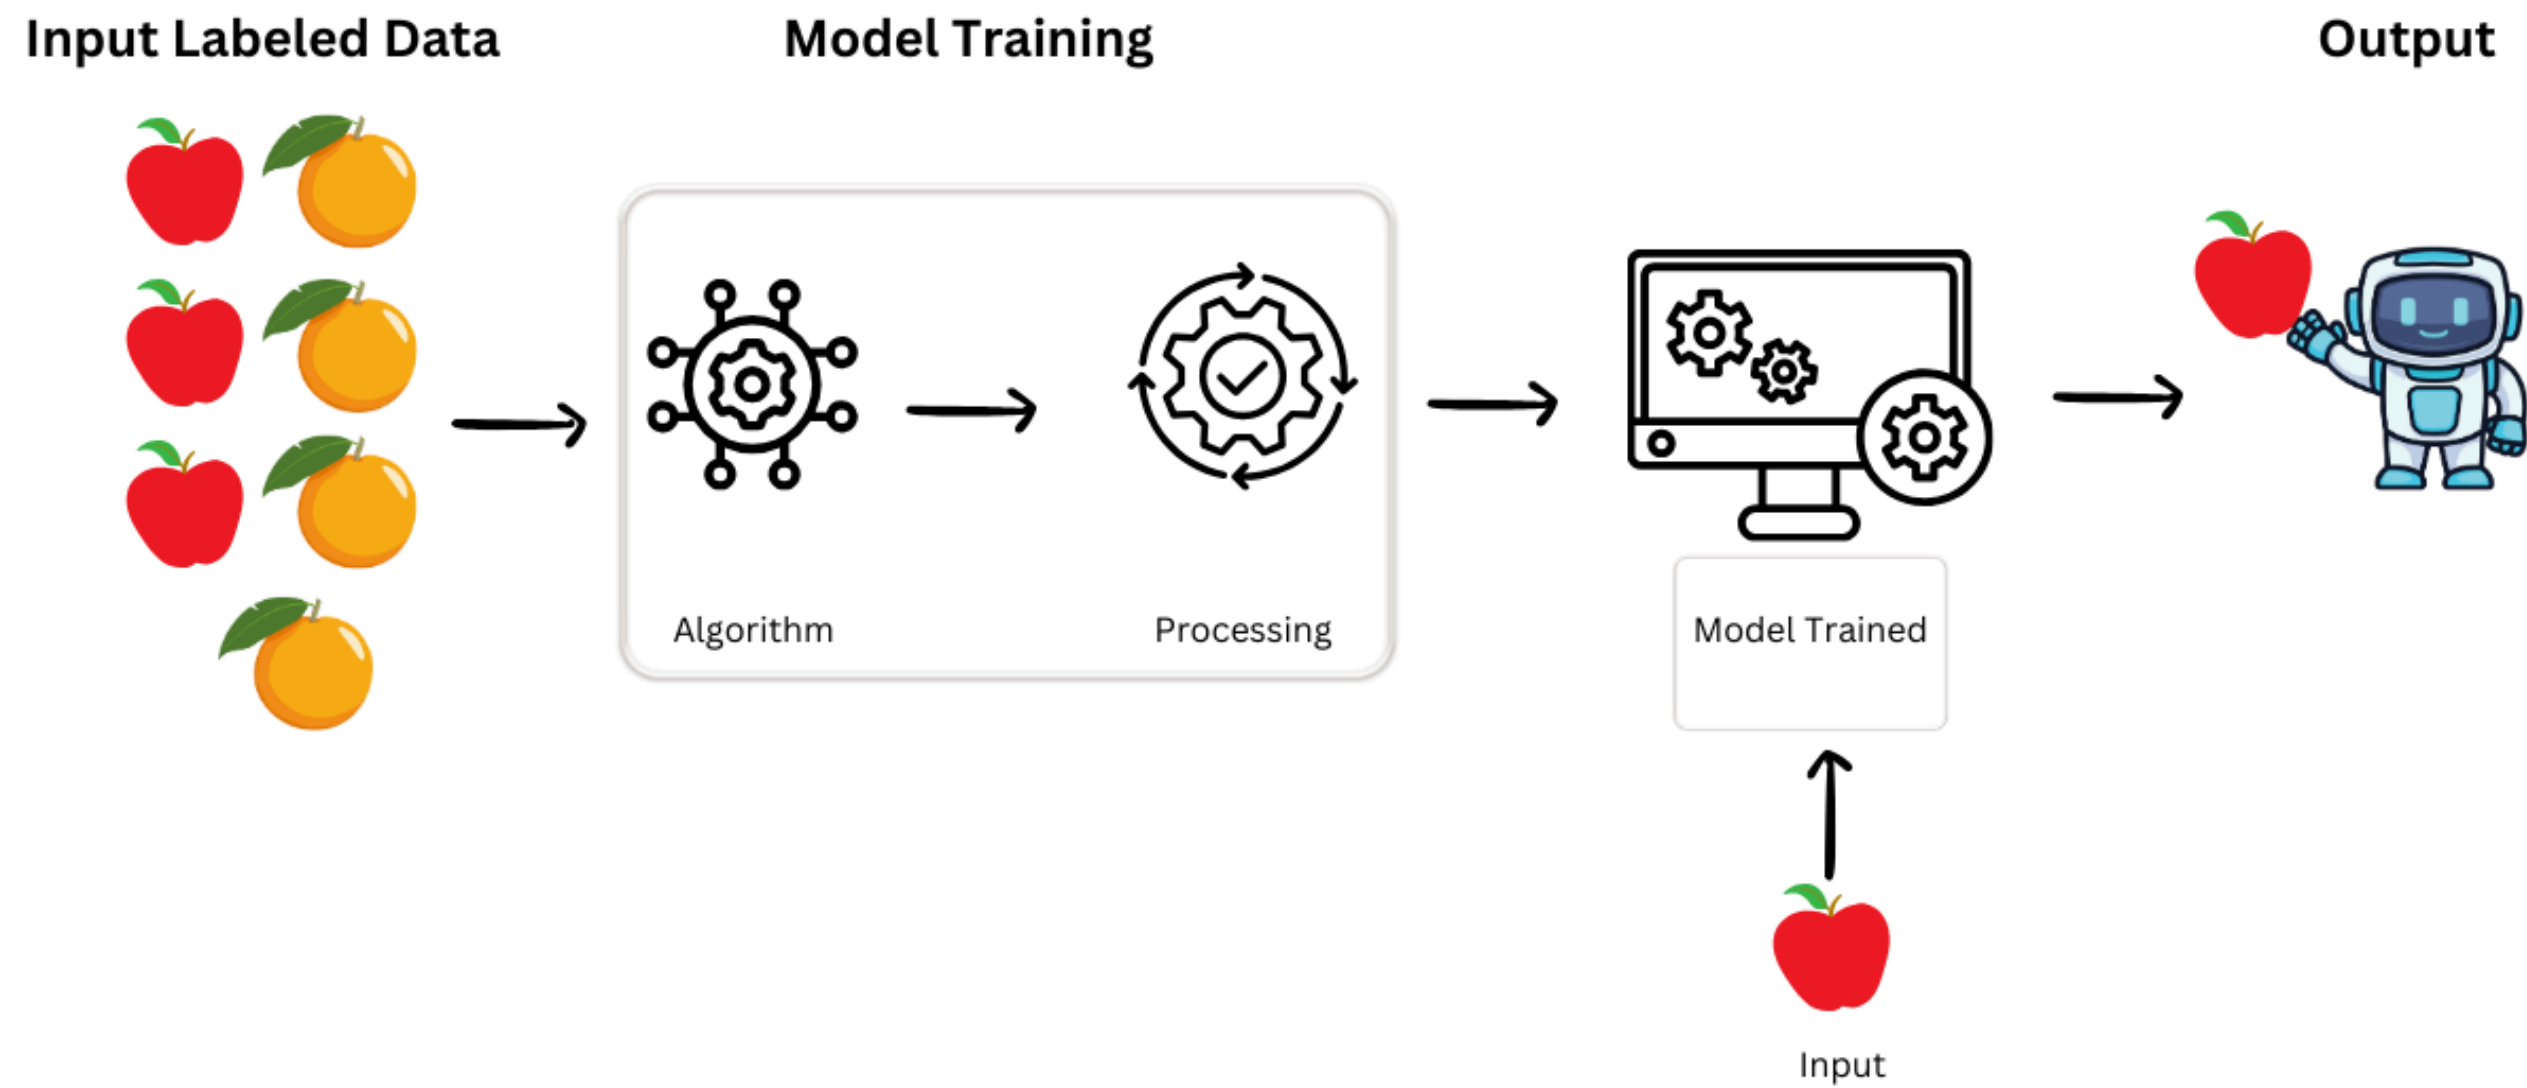 Input Labeled Data
Model Training
Output
Algorithm
Processing
Model Trained
Input